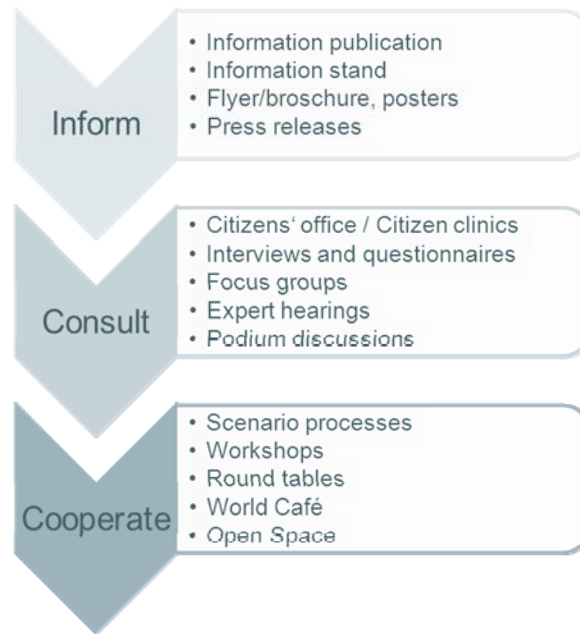 Inform
• Information publication
• Information stand
• Flyer/broschure, posters
• Press releases
Consult
• Citizens‘ office / Citizen clinics
• Interviews and questionnaires
• Focus groups
• Expert hearings
• Podium discussions
Cooperate
• Scenario processes
• Workshops
• Round tables
• World Café
• Open Space